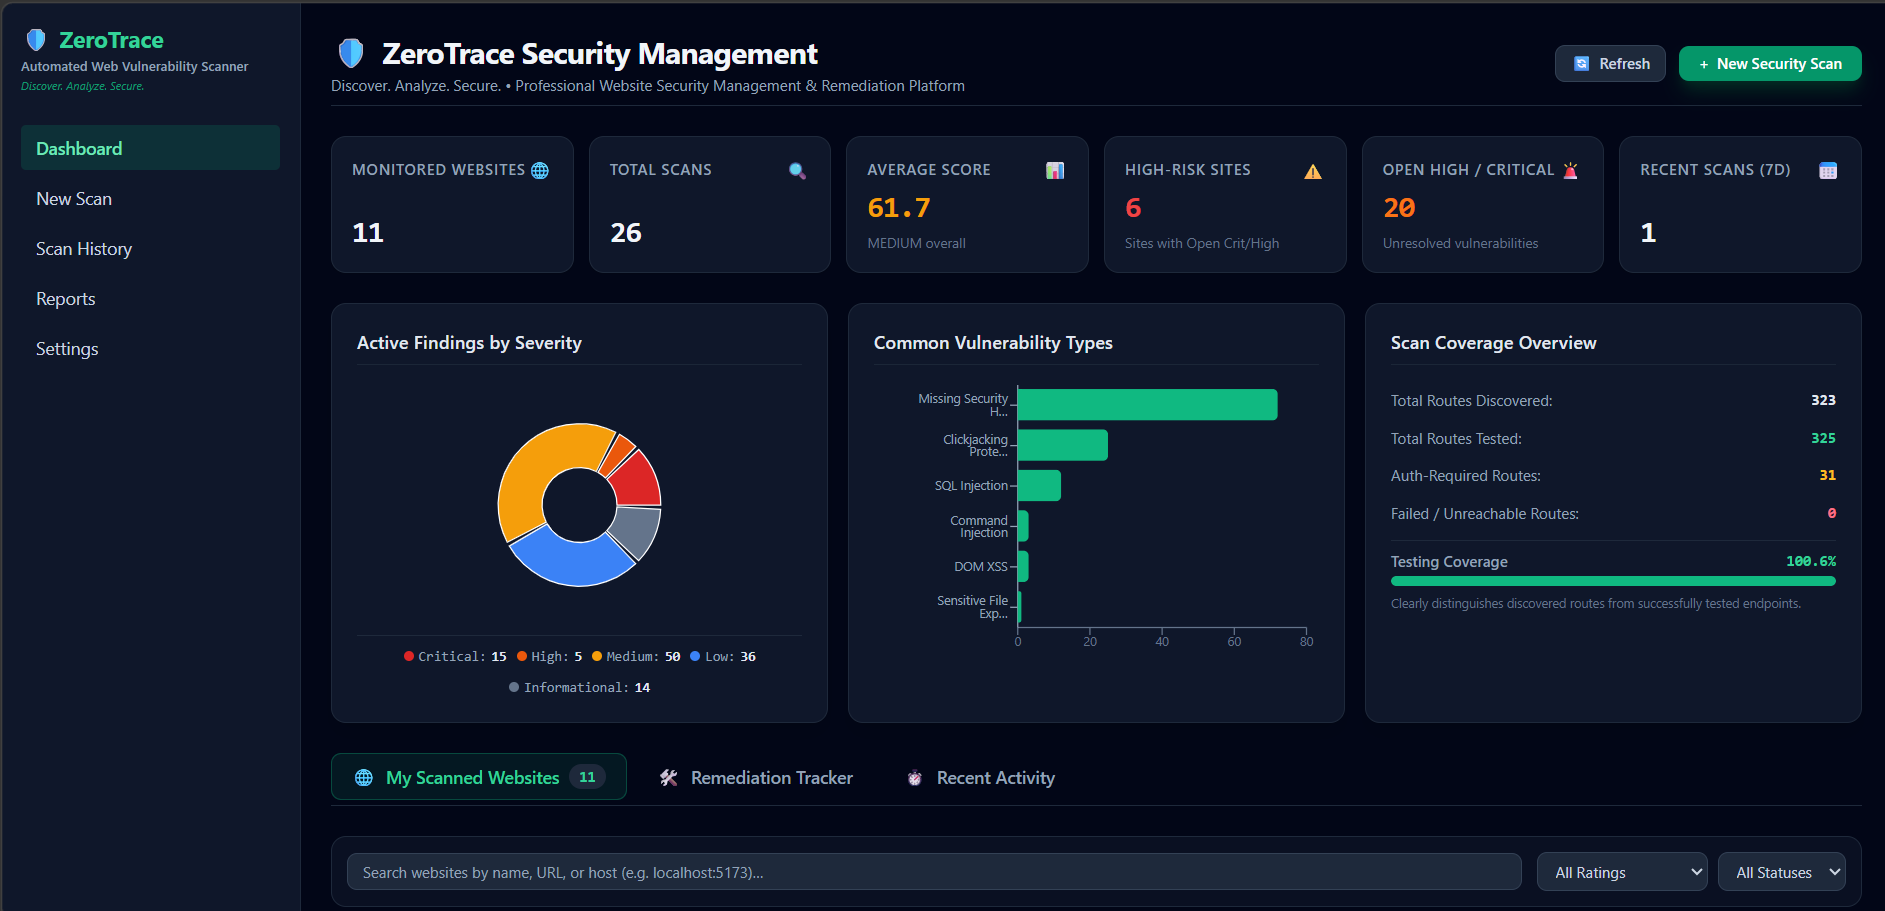 ZeroTrace
Automated Web Vulnerability Scanner
Discover. Analyze. Secure.
Dashboard
New Scan
Scan History
Reports
Settings
ZeroTrace Security Management
Discover. Analyze. Secure. • Professional Website Security Management & Remediation Platform
Refresh
+ New Security Scan
MONITORED WEBSITES
11
TOTAL SCANS
26
AVERAGE SCORE
61.7
MEDIUM overall
HIGH-RISK SITES
6
Sites with Open Crit/High
OPEN HIGH / CRITICAL
20
Unresolved vulnerabilities
RECENT SCANS (7D)
1
Active Findings by Severity
Critical: 15 High: 5 Medium: 50 Low: 36
Informational: 14
Common Vulnerability Types
Missing Security
H...
Clickjacking
Prote...
SQL Injection
Command
Injection
DOM XSS
Sensitive File
Exp...
0 20 40 60 80
Scan Coverage Overview
Total Routes Discovered: 323
Total Routes Tested: 325
Auth-Required Routes: 31
Failed / Unreachable Routes: 0
Testing Coverage 100.6%
Clearly distinguishes discovered routes from successfully tested endpoints.
My Scanned Websites 11
Remediation Tracker
Recent Activity
Search websites by name, URL, or host (e.g. localhost:5173)...
All Ratings
All Statuses